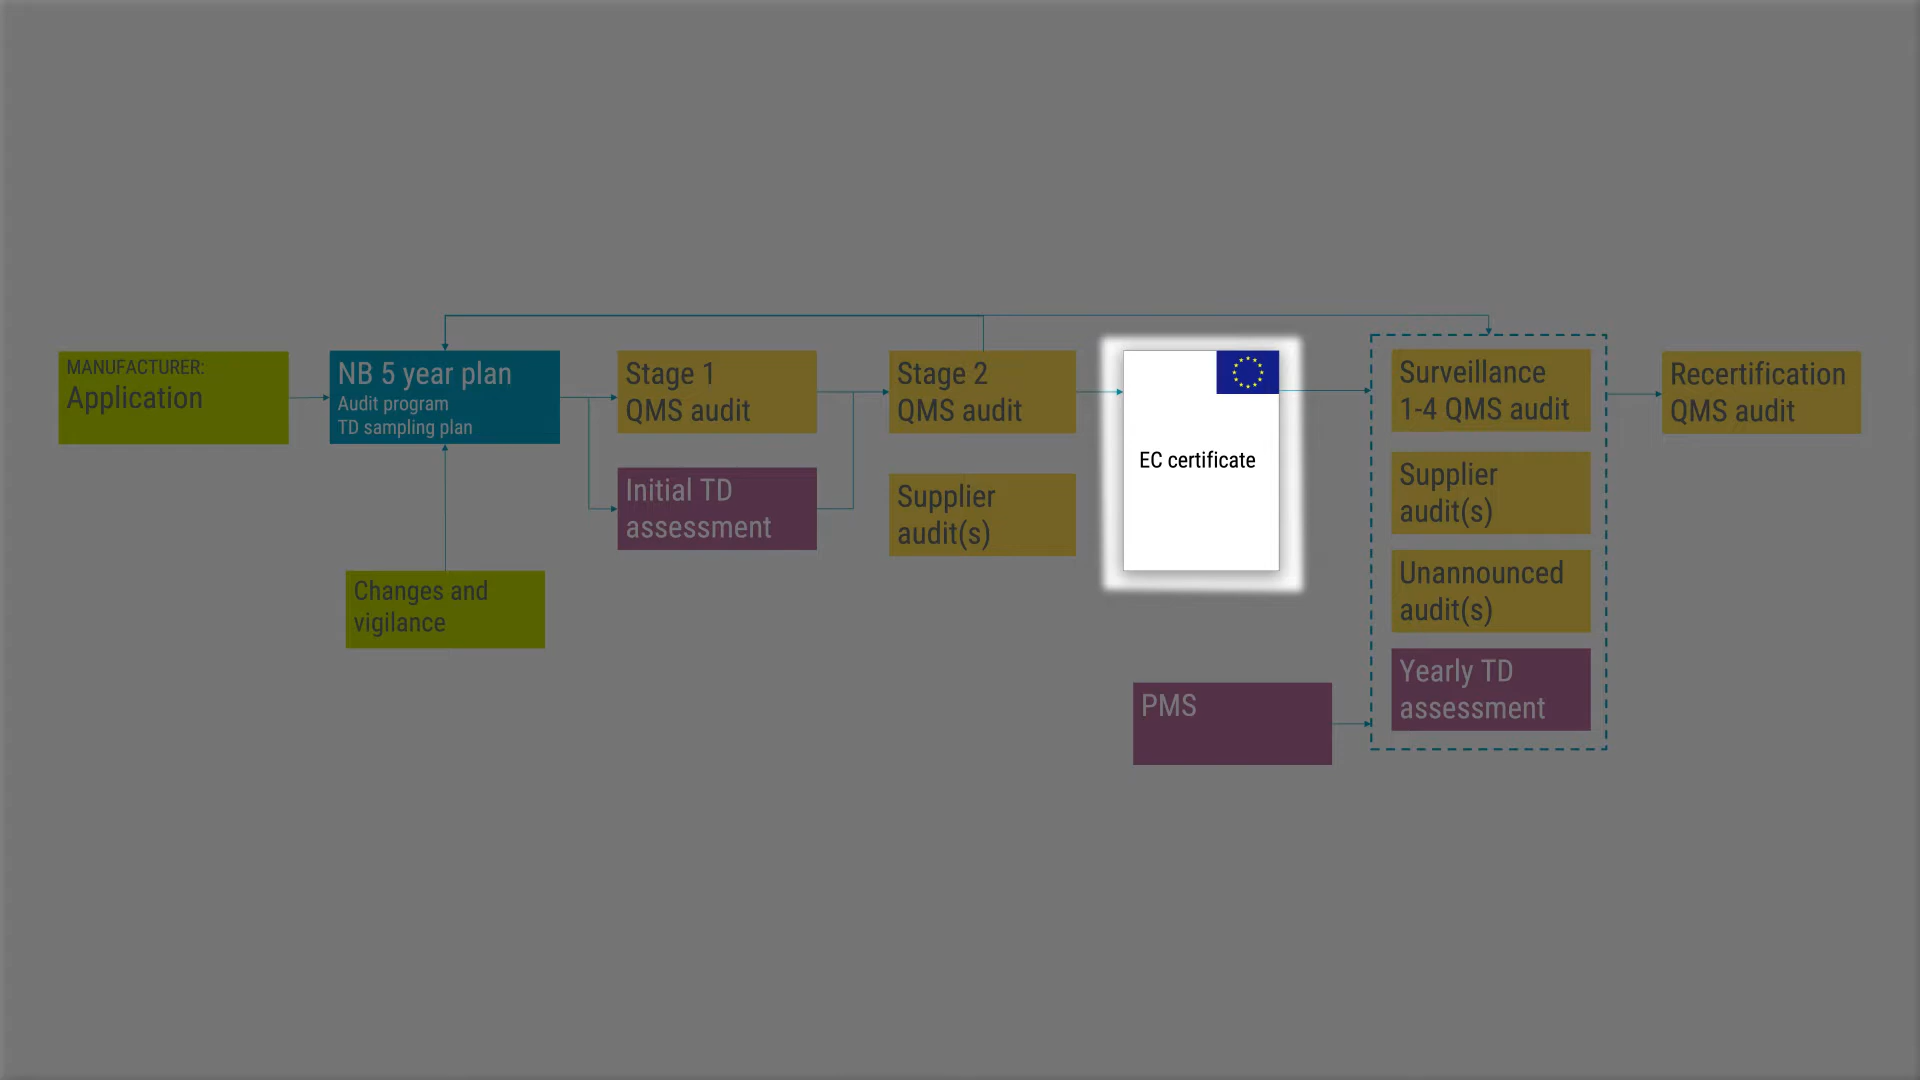 MANUFACTURER:
Application
NB 5 year plan
Audit program
TD sampling plan
Stage 1
QMS audit
Initial TD
assessment
Stage 2
QMS audit
Supplier
audit(s)
EC certificate
Surveillance
1-4 QMS audit
Supplier
audit(s)
Unannounced
audit(s)
Yearly TD
assessment
Recertification
QMS audit
Changes and
vigilance
PMS